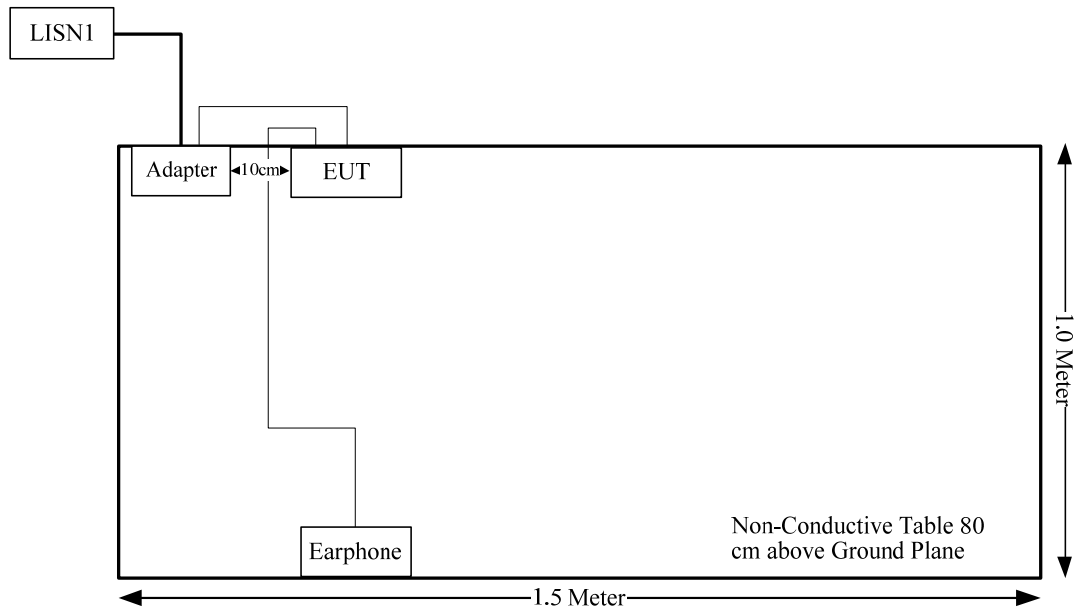 LISN1
Adapter
10cm
EUT
1.0 Meter
Earphone
Non-Conductive Table 80
cm above Ground Plane
1.5 Meter